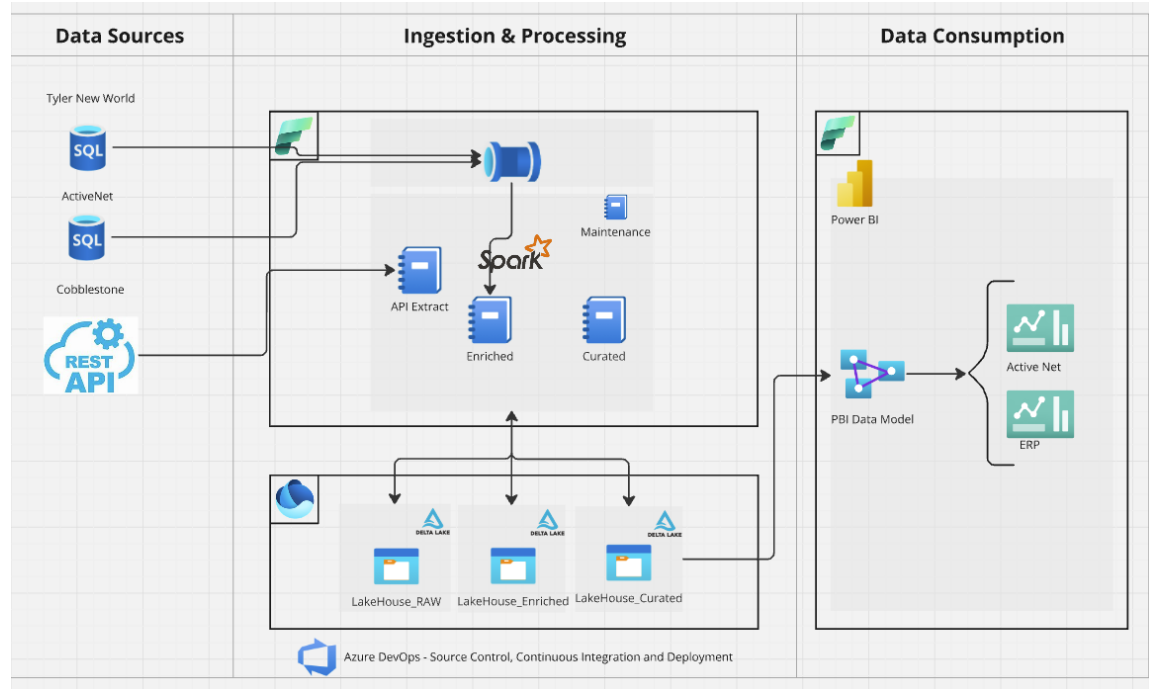 Data Sources
Ingestion & Processing
Data Consumption
Tyler New World
SQL
ActiveNet
SQL
Cobblestone
REST
API
Maintenance
Spark
API Extract
Enriched
Curated
Power BI
Active Net
PBI Data Model
ERP
DELTA LAKE
DELTA LAKE
DELTA LAKE
LakeHouse_RAW
LakeHouse_Enriched
LakeHouse_Curated
Azure DevOps - Source Control, Continuous Integration and Deployment